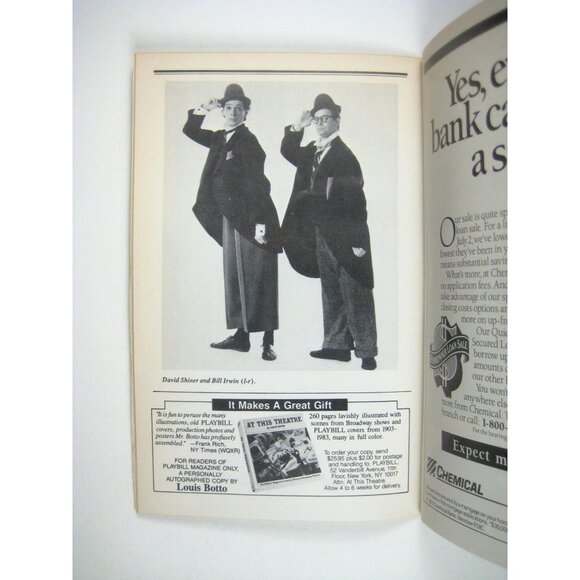 David Shiner and Bill Irwin (l-r).
It Makes A Great Gift
"It is fun to peruse the many
illustrations, old PLAYBILL
covers, production photos and
posters Mr. Botto has profusely
assembled." —Frank Rich,
NY Times (WQXR)
FOR READERS OF
PLAYBILL MAGAZINE ONLY,
A PERSONALLY
AUTOGRAPHED COPY BY
Louis Botto
AT THIS THEATRE
260 pages lavishly illustrated with
scenes from Broadway shows and
PLAYBILL covers from 1903-
1983, many in full color.
To order your copy, send
$25.95 plus $2.00 for postage
and handling to: PLAYBILL,
52 Vanderbilt Avenue, 11th
Floor, New York, NY 10017
Attn: At This Theatre.
Allow 4 to 6 weeks for delivery.
Yes, e
bank ca
a s
Our sale is quite sp
loan sale. For a li
July 2, we've lowe
lowest they've been in y
means substantial savin
What's more, at Chem
no application fees. And
take advantage of our sp
closing costs options ar
more on up-fron
Our Quic
Secured Lo
borrow up
amounts
our other
You won't
more from Chemical
branch or call: 1-800-
Expect m
CHEMICAL